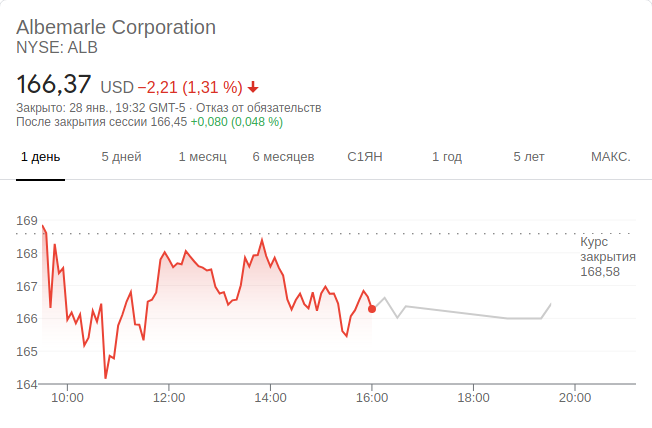 Albemarle Corporation
NYSE: ALB
166,37 USD −2,21 (1,31 %)
Закрыто: 28 янв., 19:32 GMT-5 · Отказ от обязательств
После закрытия сессии 166,45 +0,080 (0,048 %)
1 день 5 дней 1 месяц 6 месяцев С1ЯН 1 год 5 лет МАКС.
169
168
167
166
165
164
Курс
закрытия
168,58
10:00 12:00 14:00 16:00 18:00 20:00